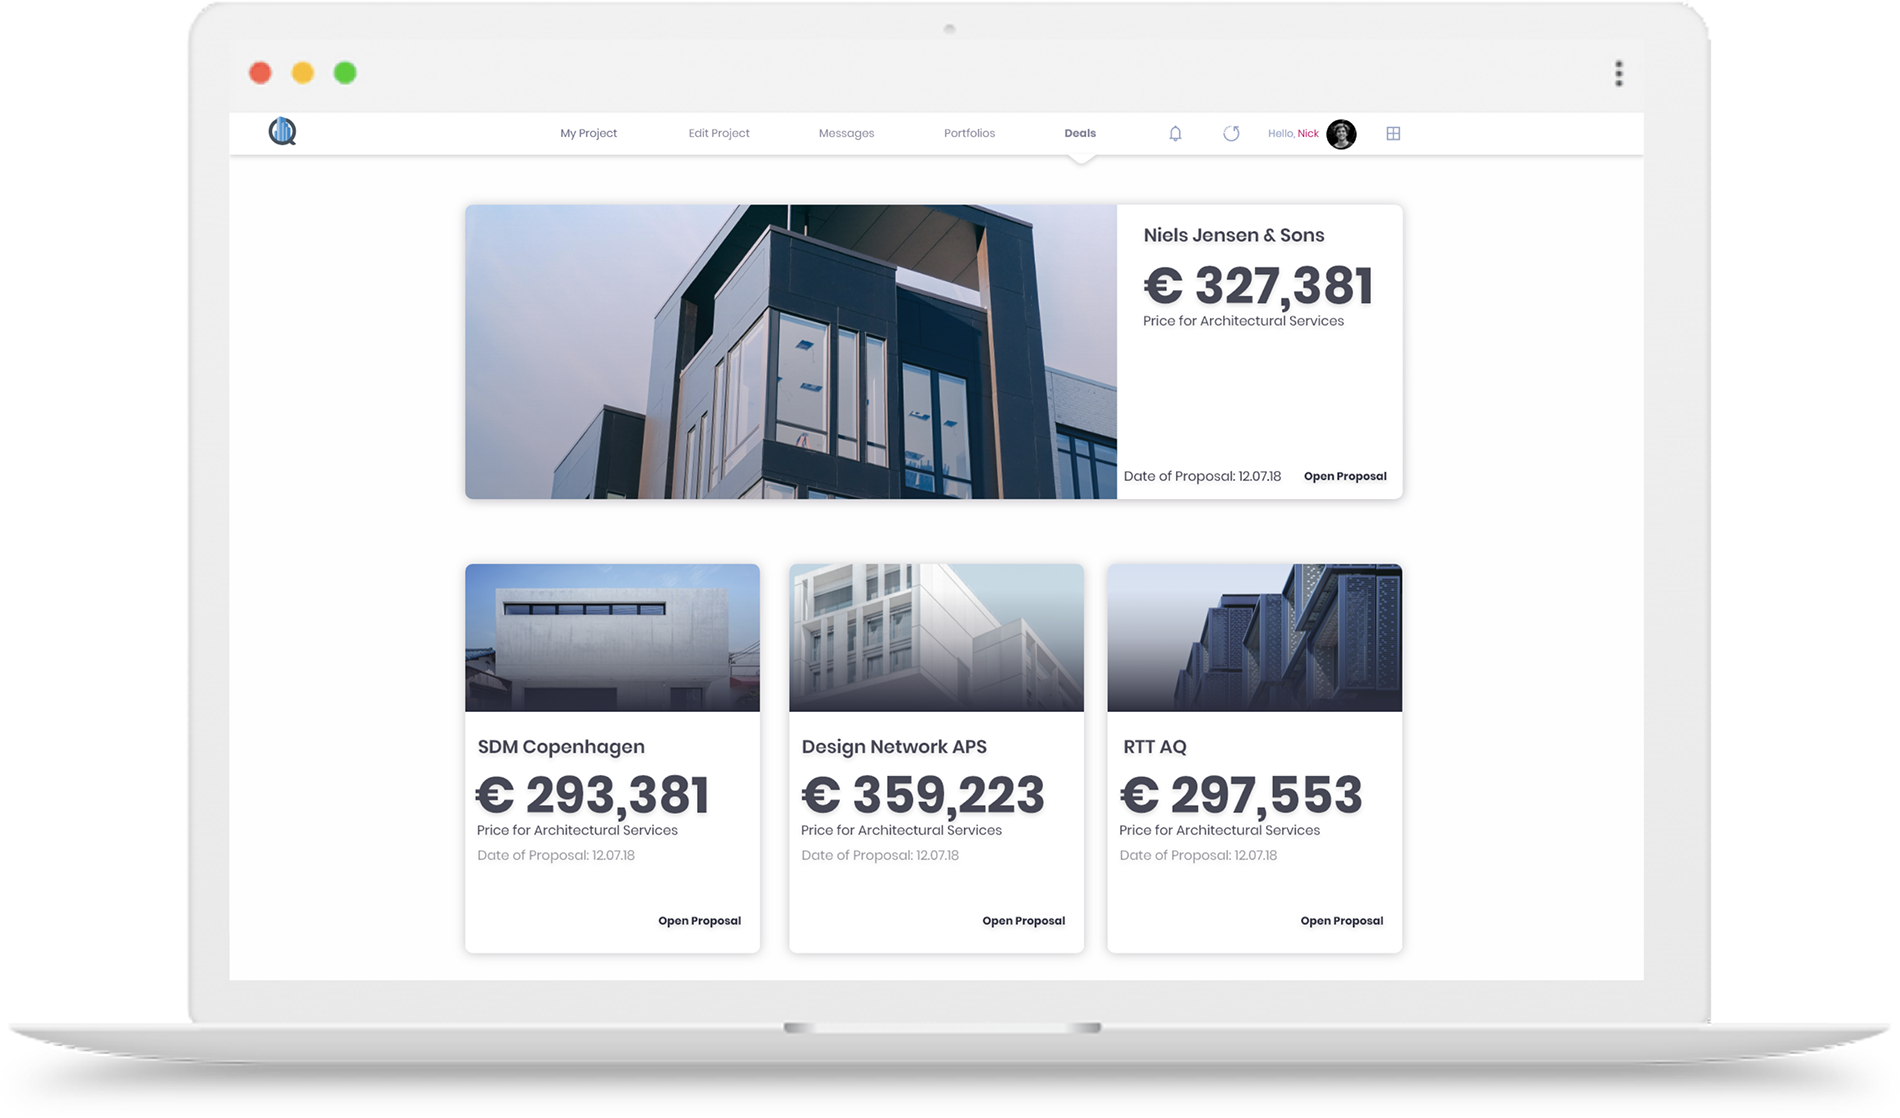 My Project
Edit Project
Messages
Portfolios
Deals
Hello, Nick
Niels Jensen & Sons
€ 327,381
Price for Architectural Services
Date of Proposal: 12.07.18
Open Proposal
SDM Copenhagen
€ 293,381
Price for Architectural Services
Date of Proposal: 12.07.18
Open Proposal
Design Network APS
€ 359,223
Price for Architectural Services
Date of Proposal: 12.07.18
Open Proposal
RTT AQ
€ 297,553
Price for Architectural Services
Date of Proposal: 12.07.18
Open Proposal